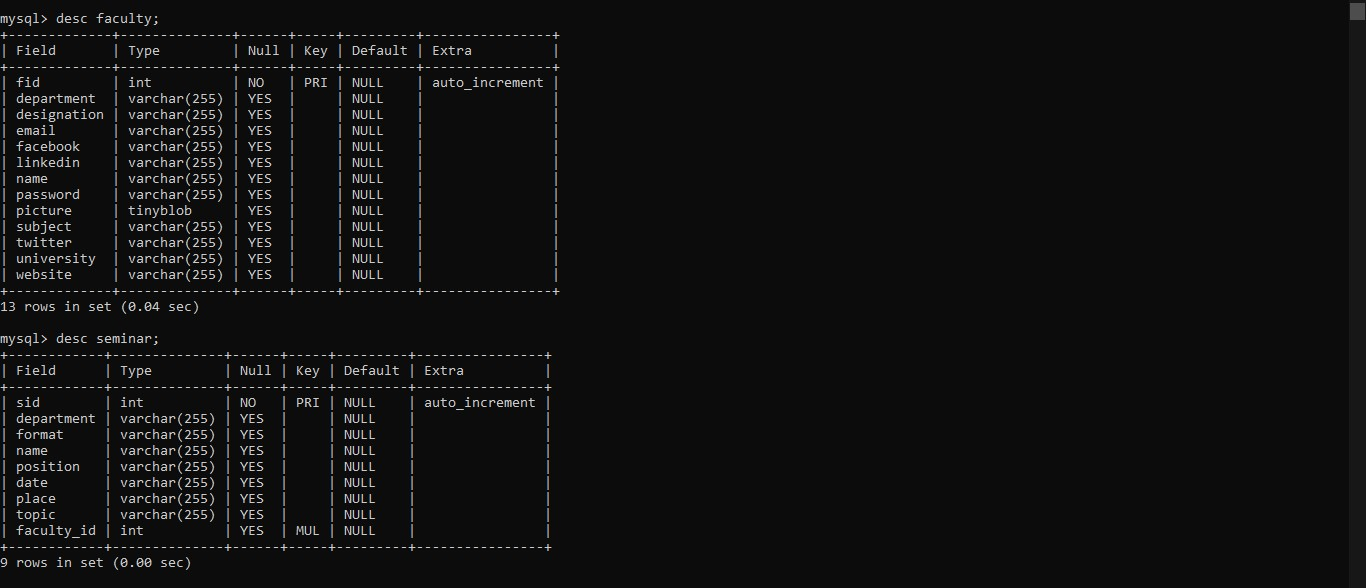 mysql> desc faculty;
+-------------+--------------+------+-----+---------+----------------+
| Field       | Type         | Null | Key | Default | Extra          |
+-------------+--------------+------+-----+---------+----------------+
| fid         | int          | NO   | PRI | NULL    | auto_increment |
| department  | varchar(255) | YES  |     | NULL    |                |
| designation | varchar(255) | YES  |     | NULL    |                |
| email       | varchar(255) | YES  |     | NULL    |                |
| facebook    | varchar(255) | YES  |     | NULL    |                |
| linkedin    | varchar(255) | YES  |     | NULL    |                |
| name        | varchar(255) | YES  |     | NULL    |                |
| password    | varchar(255) | YES  |     | NULL    |                |
| picture     | tinyblob     | YES  |     | NULL    |                |
| subject     | varchar(255) | YES  |     | NULL    |                |
| twitter     | varchar(255) | YES  |     | NULL    |                |
| university  | varchar(255) | YES  |     | NULL    |                |
| website     | varchar(255) | YES  |     | NULL    |                |
+-------------+--------------+------+-----+---------+----------------+
13 rows in set (0.04 sec)

mysql> desc seminar;
+------------+--------------+------+-----+---------+----------------+
| Field      | Type         | Null | Key | Default | Extra          |
+------------+--------------+------+-----+---------+----------------+
| sid        | int          | NO   | PRI | NULL    | auto_increment |
| department | varchar(255) | YES  |     | NULL    |                |
| format     | varchar(255) | YES  |     | NULL    |                |
| name       | varchar(255) | YES  |     | NULL    |                |
| position   | varchar(255) | YES  |     | NULL    |                |
| date       | varchar(255) | YES  |     | NULL    |                |
| place      | varchar(255) | YES  |     | NULL    |                |
| topic      | varchar(255) | YES  |     | NULL    |                |
| faculty_id | int          | YES  | MUL | NULL    |                |
+------------+--------------+------+-----+---------+----------------+
9 rows in set (0.00 sec)